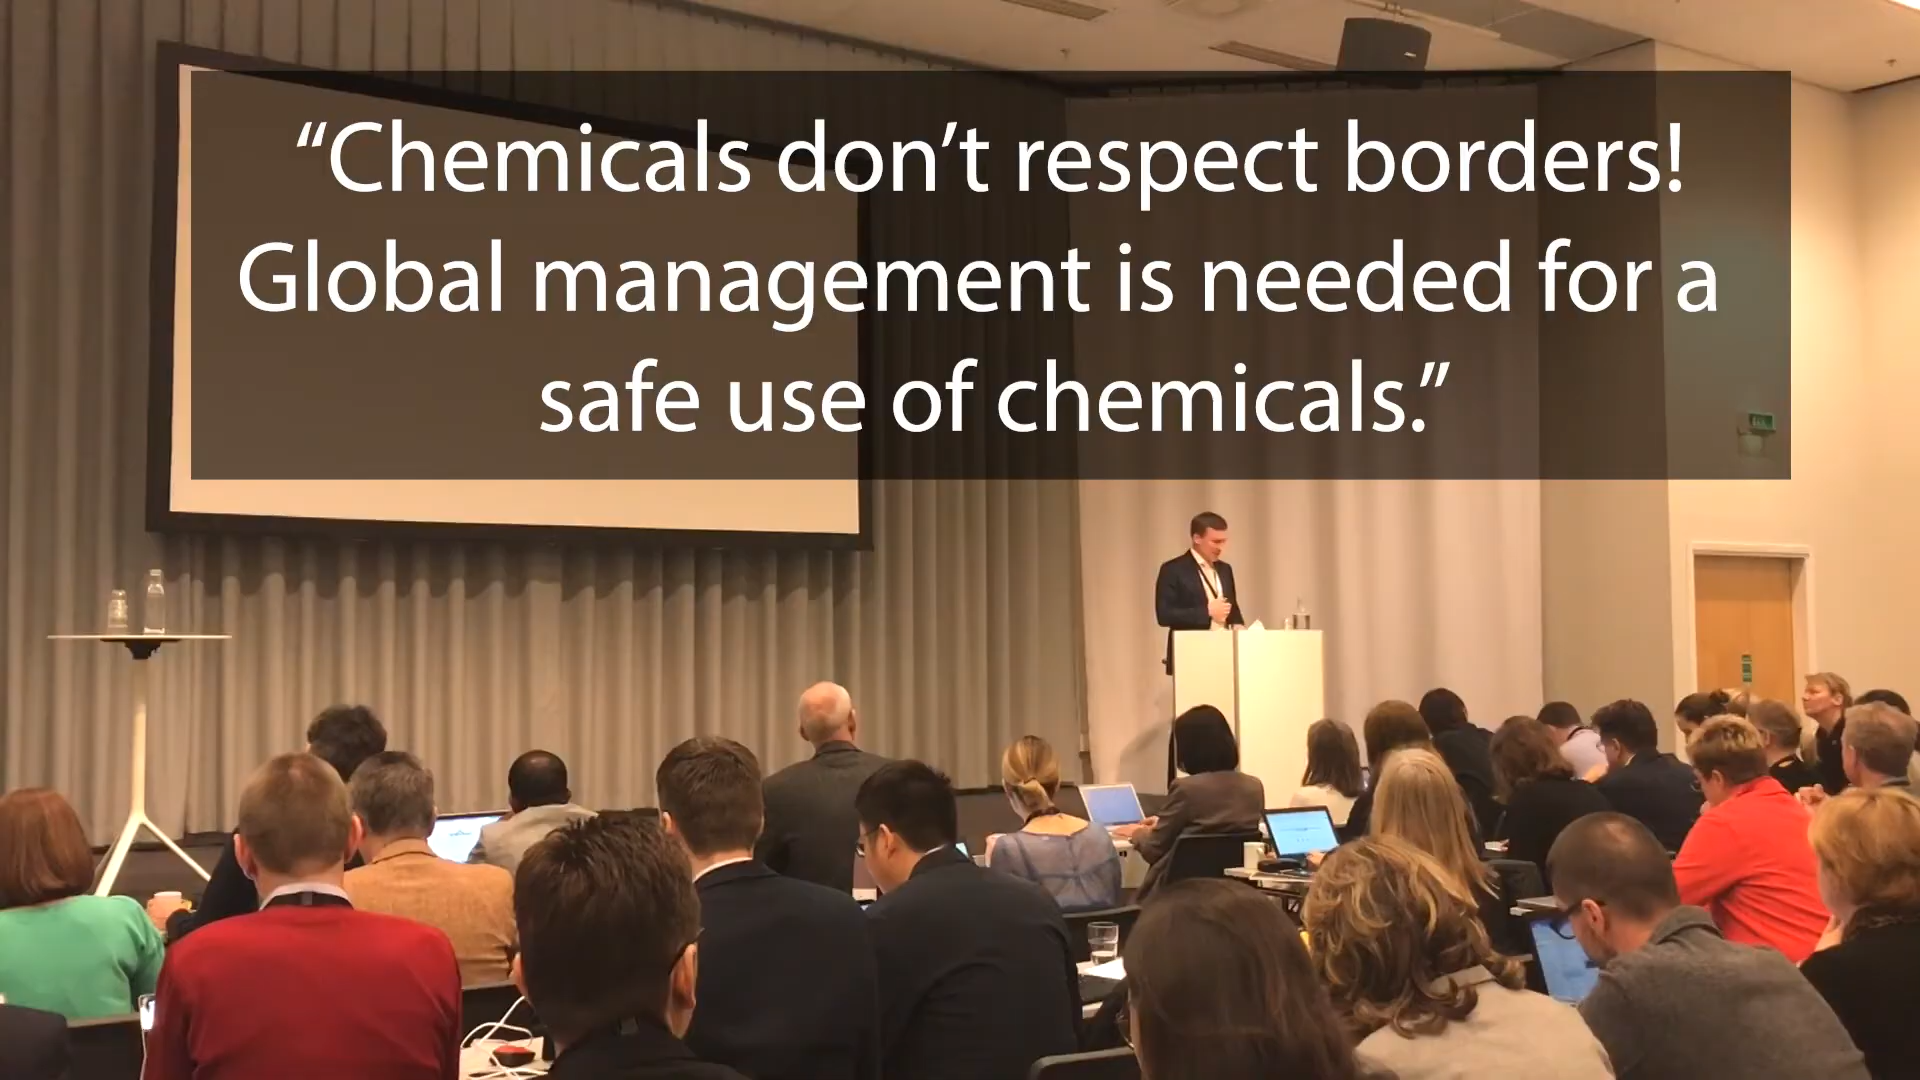 “Chemicals don’t respect borders!
Global management is needed for a
safe use of chemicals.”